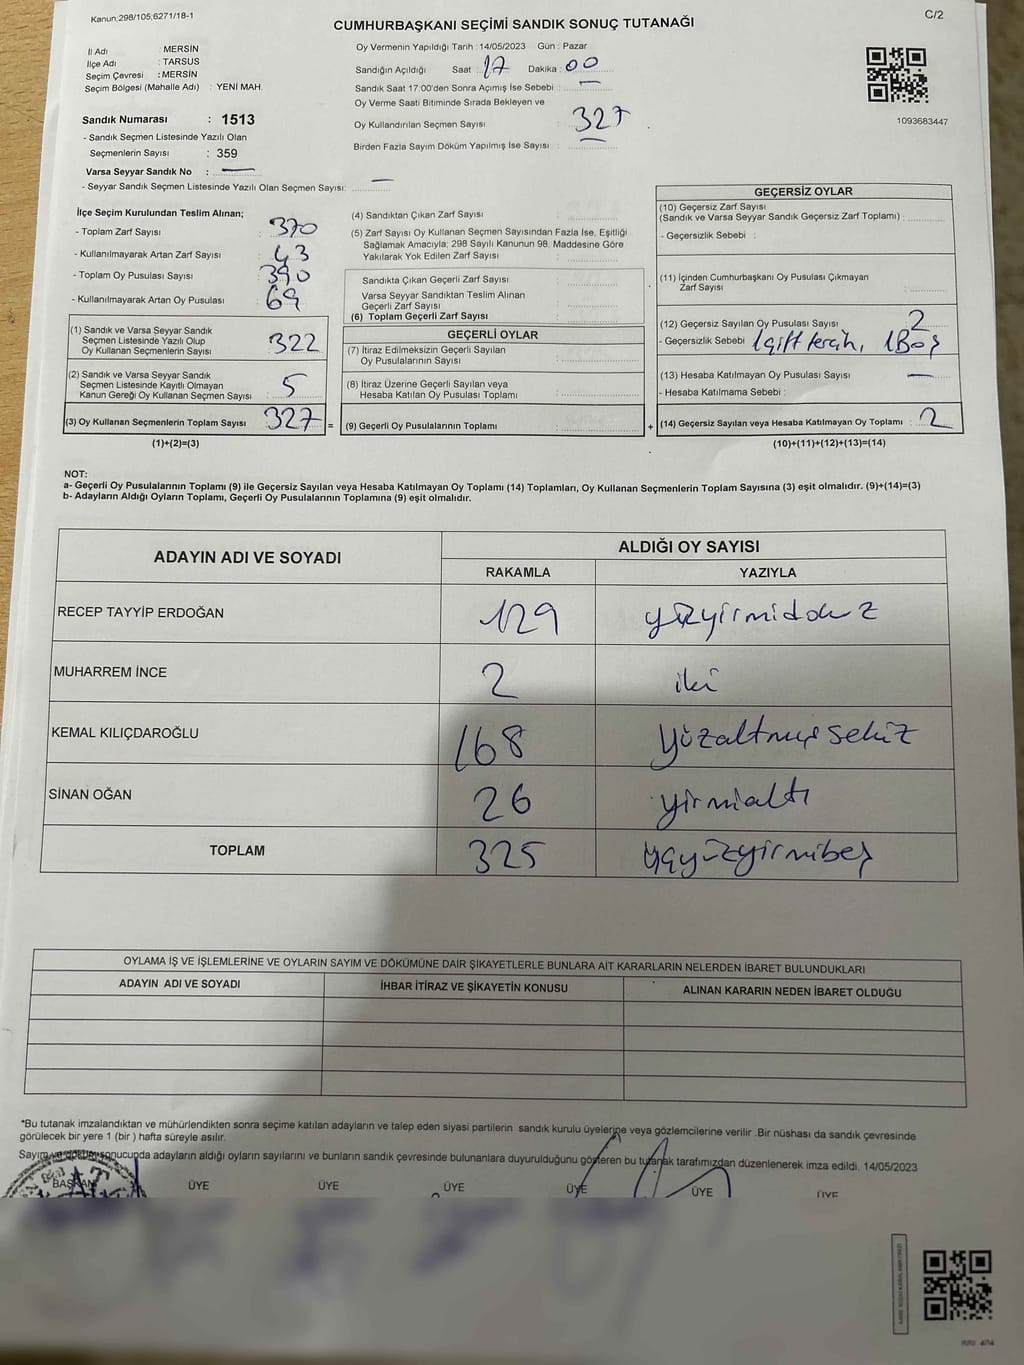 Kanun,298/105;6271/18-1
C/2
CUMHURBAŞKANI SEÇİMİ SANDIK SONUÇ TUTANAĞI
İl Adı : MERSİN
İlçe Adı : TARSUS
Seçim Çevresi : MERSİN
Seçim Bölgesi (Mahalle Adı) : YENİ MAH.
Oy Vermenin Yapıldığı Tarih : 14/05/2023 Gün : Pazar
Sandığın Açıldığı Saat 17 Dakika : 00
Sandık Saat 17:00'den Sonra Açımış İse Sebebi : —
Oy Verme Saati Bitiminde Sırada Bekleyen ve
Oy Kullandırılan Seçmen Sayısı : 327
Birden Fazla Sayım Döküm Yapılmış İse Sayısı : —
1093683447
Sandık Numarası : 1513
- Sandık Seçmen Listesinde Yazılı Olan
Seçmenlerin Sayısı : 359
Varsa Seyyar Sandık No : —
- Seyyar Sandık Seçmen Listesinde Yazılı Olan Seçmen Sayısı: —
İlçe Seçim Kurulundan Teslim Alınan;
- Toplam Zarf Sayısı : 370
- Kullanılmayarak Artan Zarf Sayısı : 43
- Toplam Oy Pusulası Sayısı : 390
- Kullanılmayarak Artan Oy Pusulası : 69
(1) Sandık ve Varsa Seyyar Sandık
Seçmen Listesinde Yazılı Olup
Oy Kullanan Seçmenlerin Sayısı : 322
(2) Sandık ve Varsa Seyyar Sandık
Seçmen Listesinde Kayıtlı Olmayan
Kanun Gereği Oy Kullanan Seçmen Sayısı : 5
(3) Oy Kullanan Seçmenlerin Toplam Sayısı : 327 =
(1)+(2)=(3)
(4) Sandıktan Çıkan Zarf Sayısı :
(5) Zarf Sayısı Oy Kullanan Seçmen Sayısından Fazla İse, Eşitliği
Sağlamak Amacıyla; 298 Sayılı Kanunun 98. Maddesine Göre
Yakılarak Yok Edilen Zarf Sayısı :
Sandıkta Çıkan Geçerli Zarf Sayısı :
Varsa Seyyar Sandıktan Teslim Alınan
Geçerli Zarf Sayısı :
(6) Toplam Geçerli Zarf Sayısı :
GEÇERLİ OYLAR
(7) İtiraz Edilmeksizin Geçerli Sayılan
Oy Pusulalarının Sayısı :
(8) İtiraz Üzerine Geçerli Sayılan veya
Hesaba Katılan Oy Pusulası Toplamı :
(9) Geçerli Oy Pusulalarının Toplamı : +
GEÇERSİZ OYLAR
(10) Geçersiz Zarf Sayısı
(Sandık ve Varsa Seyyar Sandık Geçersiz Zarf Toplamı) :
- Geçersizlik Sebebi :
(11) İçinden Cumhurbaşkanı Oy Pusulası Çıkmayan
Zarf Sayısı :
(12) Geçersiz Sayılan Oy Pusulası Sayısı : 2
- Geçersizlik Sebebi : 1 çift tercih, 1 Boş
(13) Hesaba Katılmayan Oy Pusulası Sayısı : —
- Hesaba Katılmama Sebebi :
(14) Geçersiz Sayılan veya Hesaba Katılmayan Oy Toplamı : 2
(10)+(11)+(12)+(13)=(14)
NOT:
a- Geçerli Oy Pusulalarının Toplamı (9) ile Geçersiz Sayılan veya Hesaba Katılmayan Oy Toplamı (14) Toplamları, Oy Kullanan Seçmenlerin Toplam Sayısına (3) eşit olmalıdır. (9)+(14)=(3)
b- Adayların Aldığı Oyların Toplamı, Geçerli Oy Pusulalarının Toplamına (9) eşit olmalıdır.
ADAYIN ADI VE SOYADI ALDIĞI OY SAYISI
RAKAMLA YAZIYLA
RECEP TAYYİP ERDOĞAN 129 yüzyirmidokuz
MUHARREM İNCE 2 iki
KEMAL KILIÇDAROĞLU 168 yüzaltmışsekiz
SİNAN OĞAN 26 yirmialtı
TOPLAM 325 üçyüzyirmibeş
OYLAMA İŞ VE İŞLEMLERİNE VE OYLARIN SAYIM VE DÖKÜMÜNE DAİR ŞİKAYETLERLE BUNLARA AİT KARARLARIN NELERDEN İBARET BULUNDUKLARI
ADAYIN ADI VE SOYADI İHBAR İTİRAZ VE ŞİKAYETİN KONUSU ALINAN KARARIN NEDEN İBARET OLDUĞU
*Bu tutanak imzalandıktan ve mühürlendikten sonra seçime katılan adayların ve talep eden siyasi partilerin sandık kurulu üyelerine veya gözlemcilerine verilir .Bir nüshası da sandık çevresinde
görülecek bir yere 1 (bir ) hafta süreyle asılır.
Sayım ve döküm sonucunda adayların aldığı oyların sayılarını ve bunların sandık çevresinde bulunanlara duyurulduğunu gösteren bu tutanak tarafımızdan düzenlenerek imza edildi. 14/05/2023
BAŞKAN ÜYE ÜYE ÜYE ÜYE ÜYE ÜYE